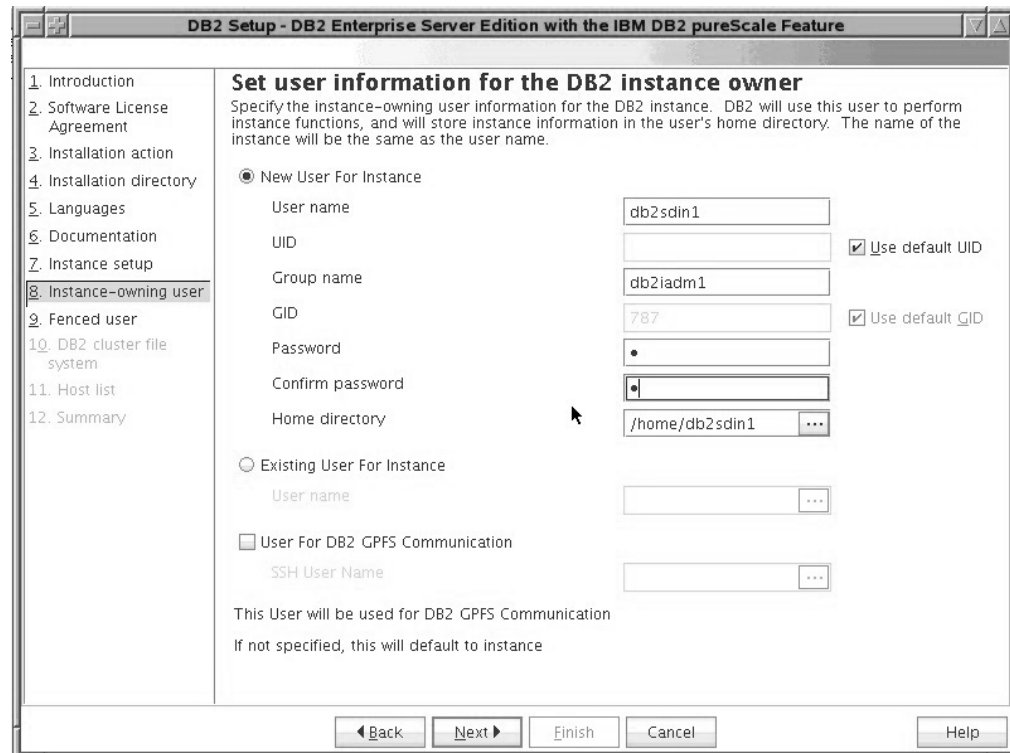 DB2 Setup - DB2 Enterprise Server Edition with the IBM DB2 pureScale Feature
1. Introduction
2. Software License
Agreement
3. Installation action
4. Installation directory
5. Languages
6. Documentation
7. Instance setup
8. Instance-owning user
9. Fenced user
10. DB2 cluster file
system
11. Host list
12. Summary
Set user information for the DB2 instance owner
Specify the instance-owning user information for the DB2 instance. DB2 will use this user to perform
instance functions, and will store instance information in the user's home directory. The name of the
instance will be the same as the user name.
New User For Instance
User name db2sdin1
UID Use default UID
Group name db2iadm1
GID 787 Use default GID
Password •
Confirm password •
Home directory /home/db2sdin1 ...
Existing User For Instance
User name ...
User For DB2 GPFS Communication
SSH User Name ...
This User will be used for DB2 GPFS Communication
If not specified, this will default to instance
Back Next Finish Cancel Help